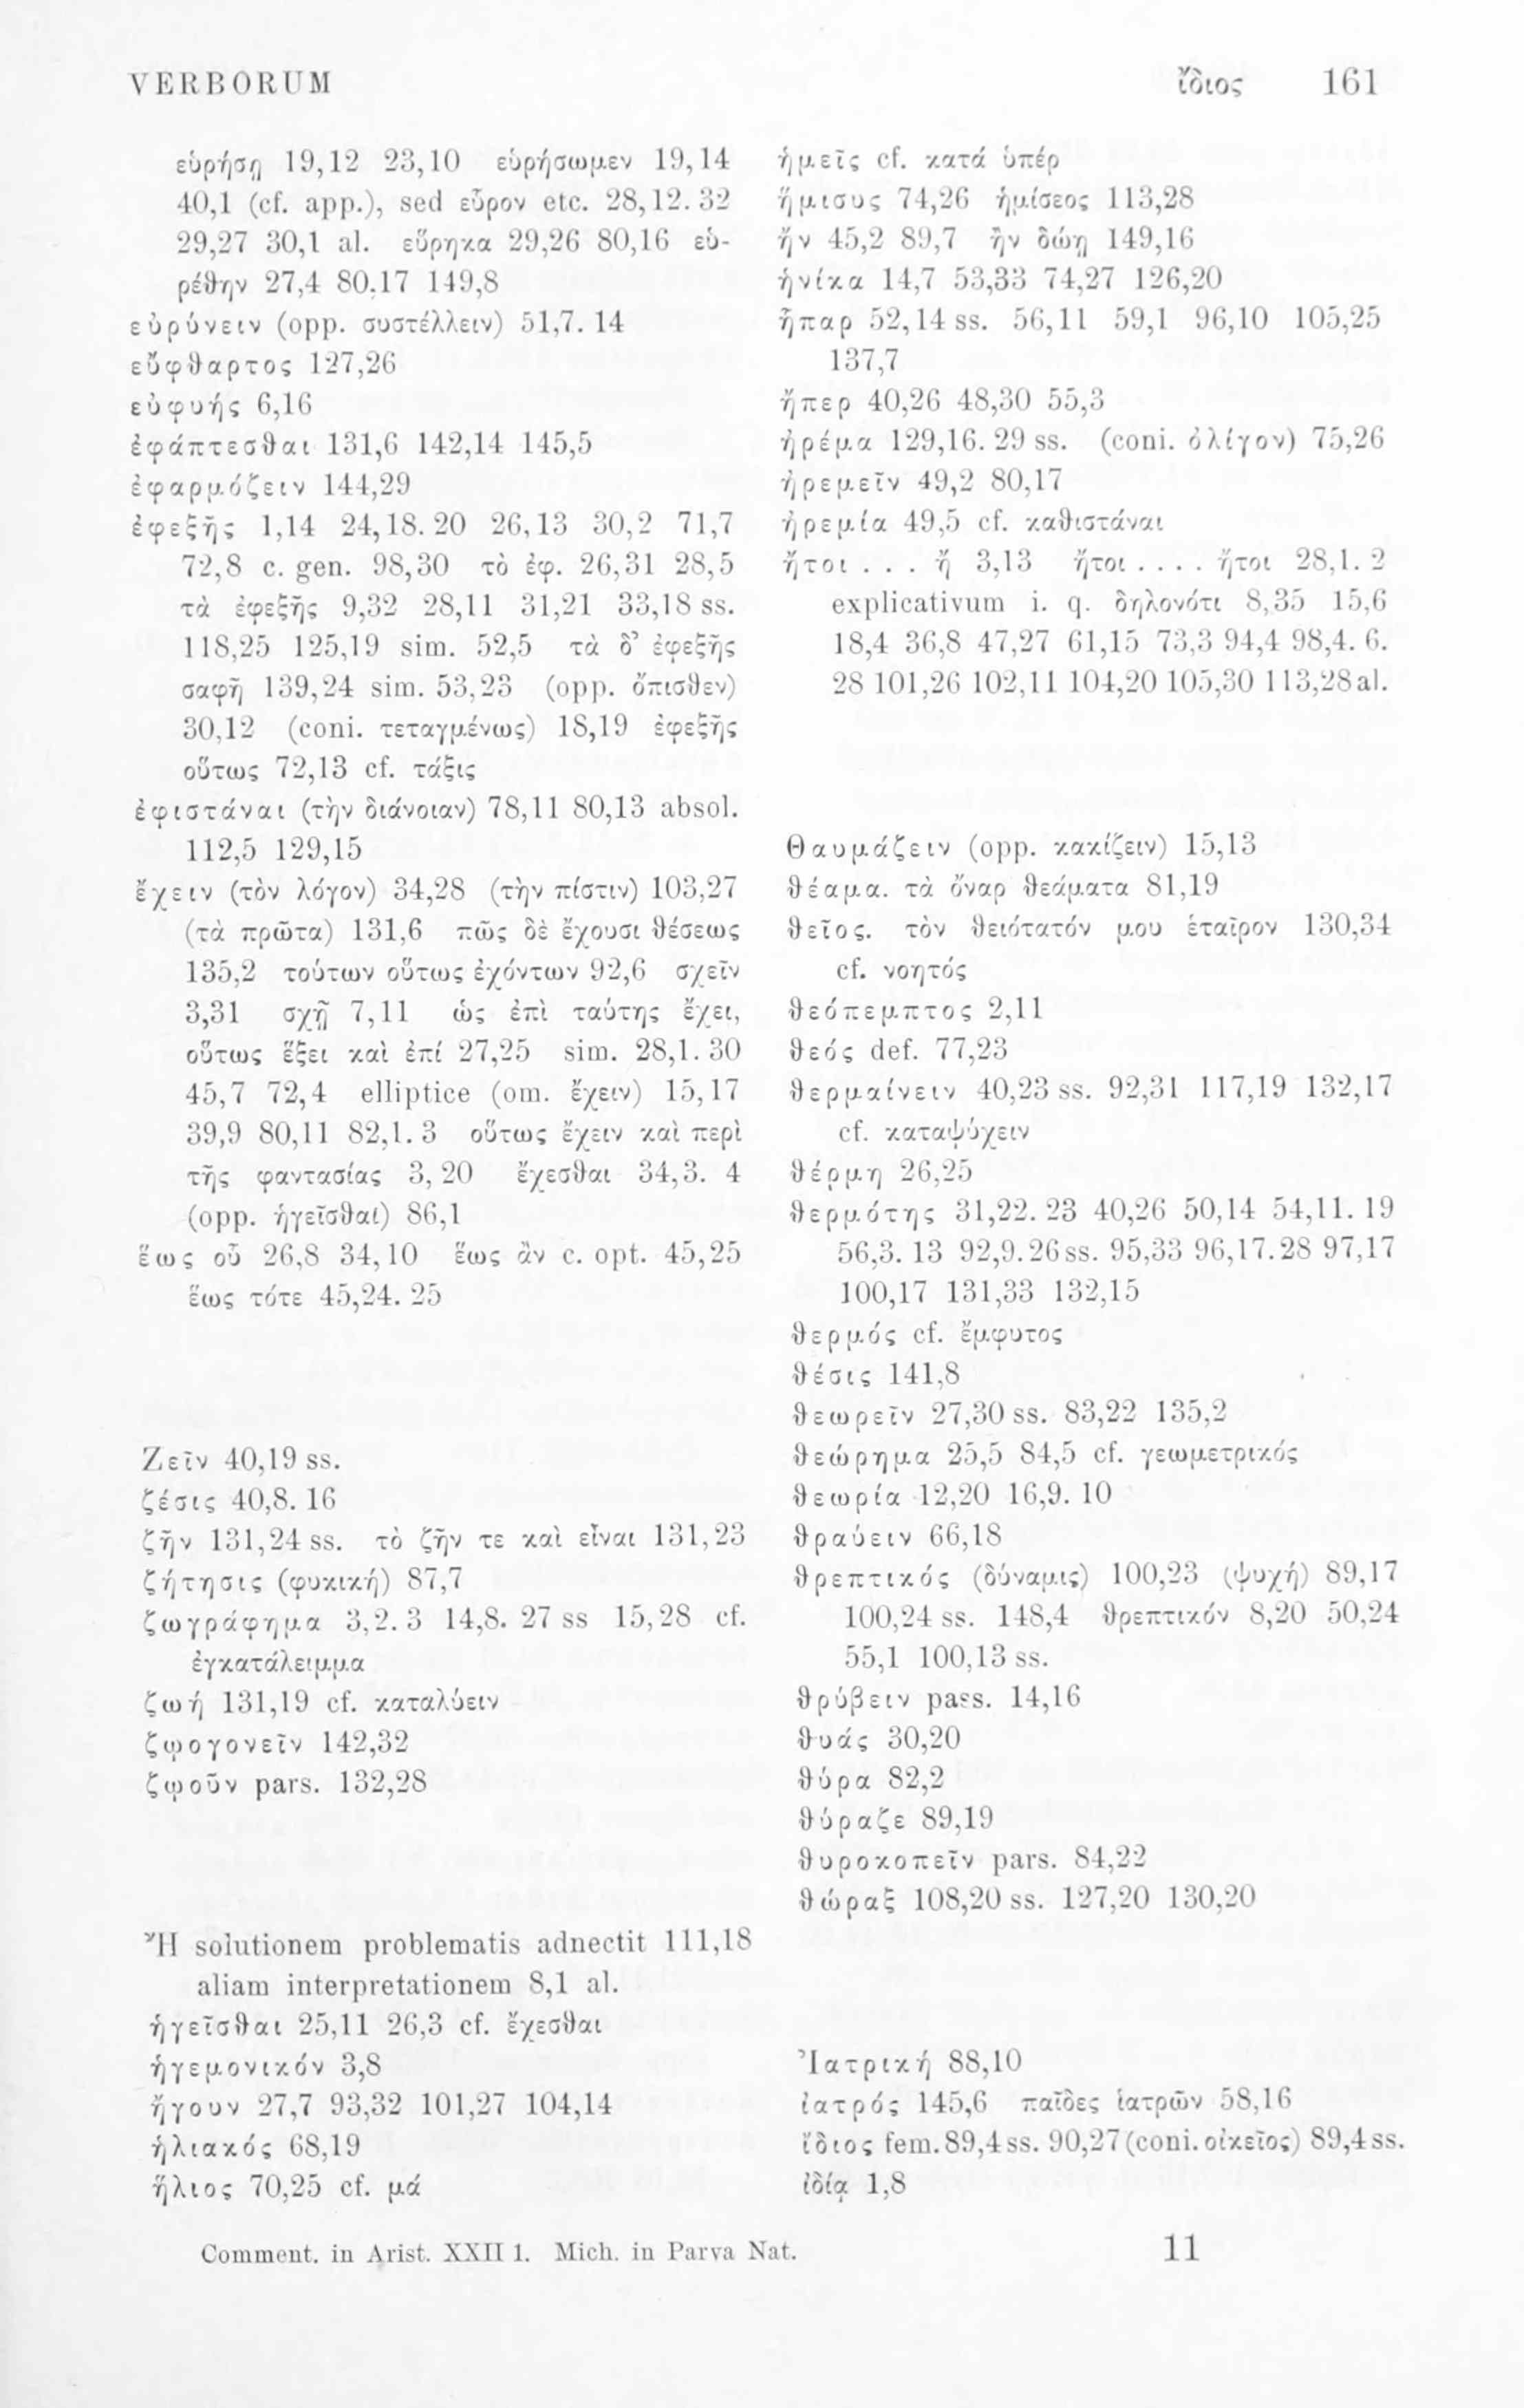 VERBORUM ἴδιος 161
εὑρήσῃ 19,12 23,10 εὑρήσωμεν 19,14
40,1 (cf. app.), sed εὗρον etc. 28,12. 32
29,27 30,1 al. εὕρηκα 29,26 80,16 εὑ-
ρέθην 27,4 80,17 149,8
εὐρύνειν (opp. συστέλλειν) 51,7. 14
εὔφθαρτος 127,26
εὐφυής 6,16
ἐφάπτεσθαι 131,6 142,14 145,5
ἐφαρμόζειν 144,29
ἐφεξῆς 1,14 24,18. 20 26,13 30,2 71,7
72,8 c. gen. 98,30 τὸ ἐφ. 26,31 28,5
τὰ ἐφεξῆς 9,32 28,11 31,21 33,18 ss.
118,25 125,19 sim. 52,5 τὰ δ’ ἐφεξῆς
σαφῆ 139,24 sim. 53,23 (opp. ὄπισθεν)
30,12 (coni. τεταγμένως) 18,19 ἐφεξῆς
οὕτως 72,13 cf. τάξις
ἐφιστάναι (τὴν διάνοιαν) 78,11 80,13 absol.
112,5 129,15
ἔχειν (τὸν λόγον) 34,28 (τὴν πίστιν) 103,27
(τὰ πρῶτα) 131,6 πῶς δὲ ἔχουσι θέσεως
135,2 τούτων οὕτως ἐχόντων 92,6 σχεῖν
3,31 σχῇ 7,11 ὡς ἐπὶ ταύτης ἔχει,
οὕτως ἕξει καὶ ἐπί 27,25 sim. 28,1. 30
45,7 72,4 elliptice (om. ἔχειν) 15,17
39,9 80,11 82,1. 3 οὕτως ἔχειν καὶ περὶ
τῆς φαντασίας 3, 20 ἔχεσθαι 34,3. 4
(opp. ἡγεῖσθαι) 86,1
ἕως οὗ 26,8 34,10 ἕως ἂν c. opt. 45,25
ἕως τότε 45,24. 25
Ζεῖν 40,19 ss.
ζέσις 40,8. 16
ζῆν 131,24 ss. τὸ ζῆν τε καὶ εἶναι 131,23
ζήτησις (φυκική) 87,7
ζωγράφημα 3,2. 3 14,8. 27 ss 15,28 cf.
ἐγκατάλειμμα
ζωή 131,19 cf. καταλύειν
ζῳογονεῖν 142,32
ζῳοῦν pars. 132,28
Ἢ solutionem problematis adnectit 111,18
aliam interpretationem 8,1 al.
ἡγεῖσθαι 25,11 26,3 cf. ἔχεσθαι
ἡγεμονικόν 3,8
ἤγουν 27,7 93,32 101,27 104,14
ἡλιακός 68,19
ἥλιος 70,25 cf. μά
ἡμεῖς cf. κατά ὑπέρ
ἥμισυς 74,26 ἡμίσεος 113,28
ἤν 45,2 89,7 ἢν δώῃ 149,16
ἡνίκα 14,7 53,33 74,27 126,20
ἧπαρ 52,14 ss. 56,11 59,1 96,10 105,25
137,7
ἤπερ 40,26 48,30 55,3
ἠρέμα 129,16. 29 ss. (coni. ὀλίγον) 75,26
ἠρεμεῖν 49,2 80,17
ἠρεμία 49,5 cf. καθιστάναι
ἤτοι . . . ἤ 3,13 ἤτοι . . . . ἤτοι 28,1. 2
explicativum i. q. δηλονότι 8,35 15,6
18,4 36,8 47,27 61,15 73,3 94,4 98,4. 6.
28 101,26 102,11 104,20 105,30 113,28 al.
Θαυμάζειν (opp. κακίζειν) 15,13
θέαμα. τὰ ὄναρ θεάματα 81,19
θεῖος. τὸν θειότατόν μου ἑταῖρον 130,34
cf. νοητός
θεόπεμπτος 2,11
θεός def. 77,23
θερμαίνειν 40,23 ss. 92,31 117,19 132,17
cf. καταψύχειν
θέρμη 26,25
θερμότης 31,22. 23 40,26 50,14 54,11. 19
56,3. 13 92,9. 26 ss. 95,33 96,17. 28 97,17
100,17 131,33 132,15
θερμός cf. ἔμφυτος
θέσις 141,8
θεωρεῖν 27,30 ss. 83,22 135,2
θεώρημα 25,5 84,5 cf. γεωμετρικός
θεωρία 12,20 16,9. 10
θραύειν 66,18
θρεπτικός (δύναμις) 100,23 (ψυχή) 89,17
100,24 ss. 148,4 θρεπτικόν 8,20 50,24
55,1 100,13 ss.
θρύβειν pass. 14,16
θυάς 30,20
θύρα 82,2
θύραζε 89,19
θυροκοπεῖν pars. 84,22
θώραξ 108,20 ss. 127,20 130,20
Ἰατρική 88,10
ἰατρός 145,6 παῖδες ἰατρῶν 58,16
ἴδιος fem. 89,4 ss. 90,27 (coni. οἰκεῖος) 89,4 ss.
ἰδίᾳ 1,8
Comment. in Arist. XXII 1. Mich. in Parva Nat. 11